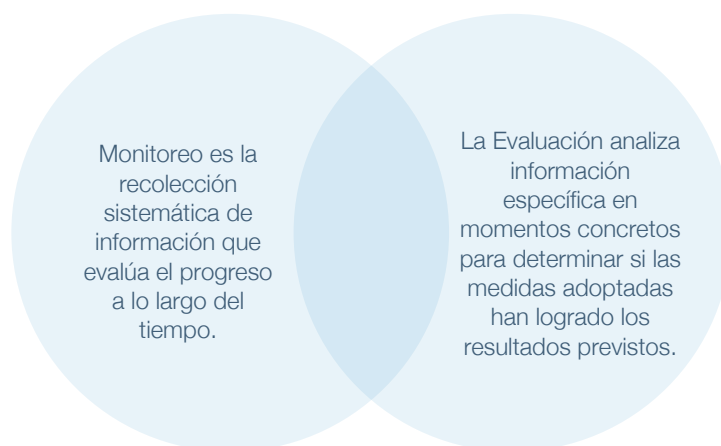 Monitoreo es la
recolección
sistemática de
información que
evalúa el progreso
a lo largo del
tiempo.
La Evaluación analiza
información
específica en
momentos concretos
para determinar si las
medidas adoptadas
han logrado los
resultados previstos.